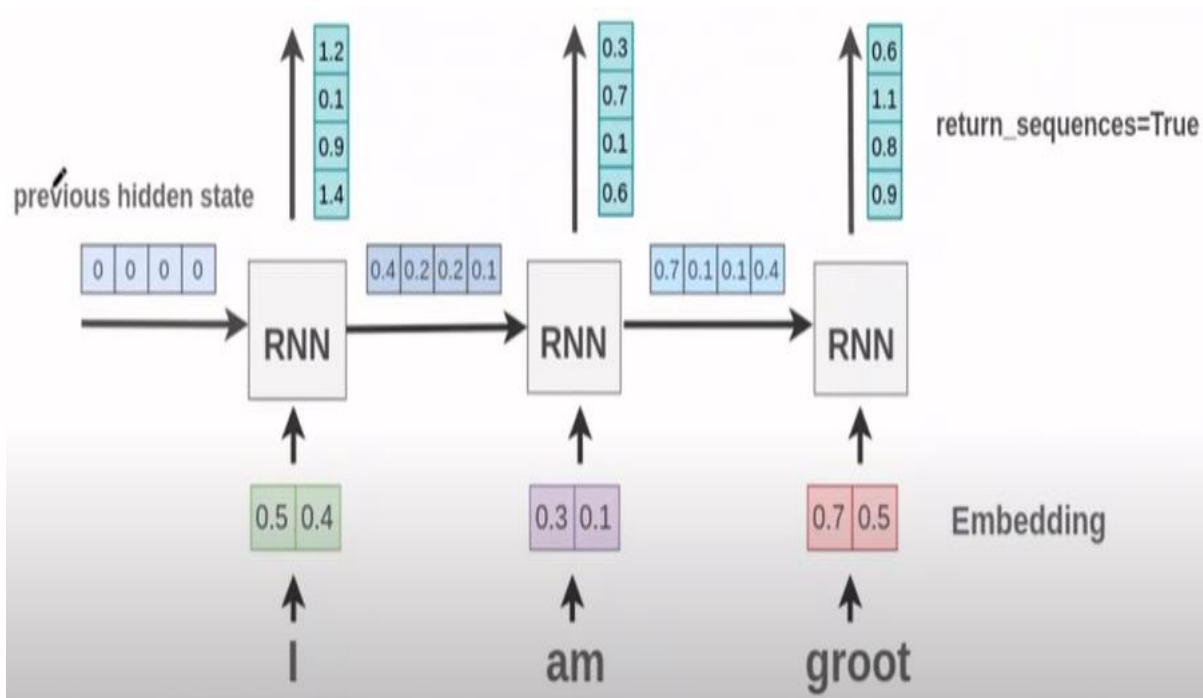 1.2
0.1
0.9
1.4
0.3
0.7
0.1
0.6
0.6
1.1
0.8
0.9
return_sequences=True
previous hidden state
0 0 0 0
0.4 0.2 0.2 0.1
0.7 0.1 0.1 0.4
RNN
RNN
RNN
0.5 0.4
0.3 0.1
0.7 0.5
Embedding
I
am
groot